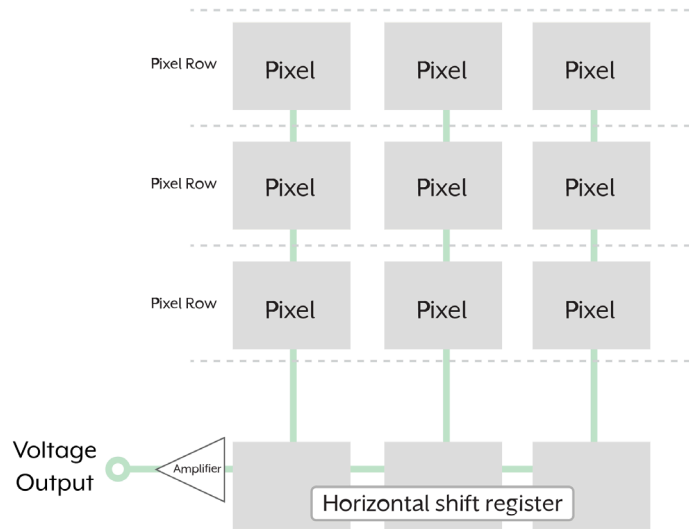 Pixel Row Pixel Pixel Pixel
Pixel Row Pixel Pixel Pixel
Pixel Row Pixel Pixel Pixel
Voltage
Output
Amplifier
Horizontal shift register